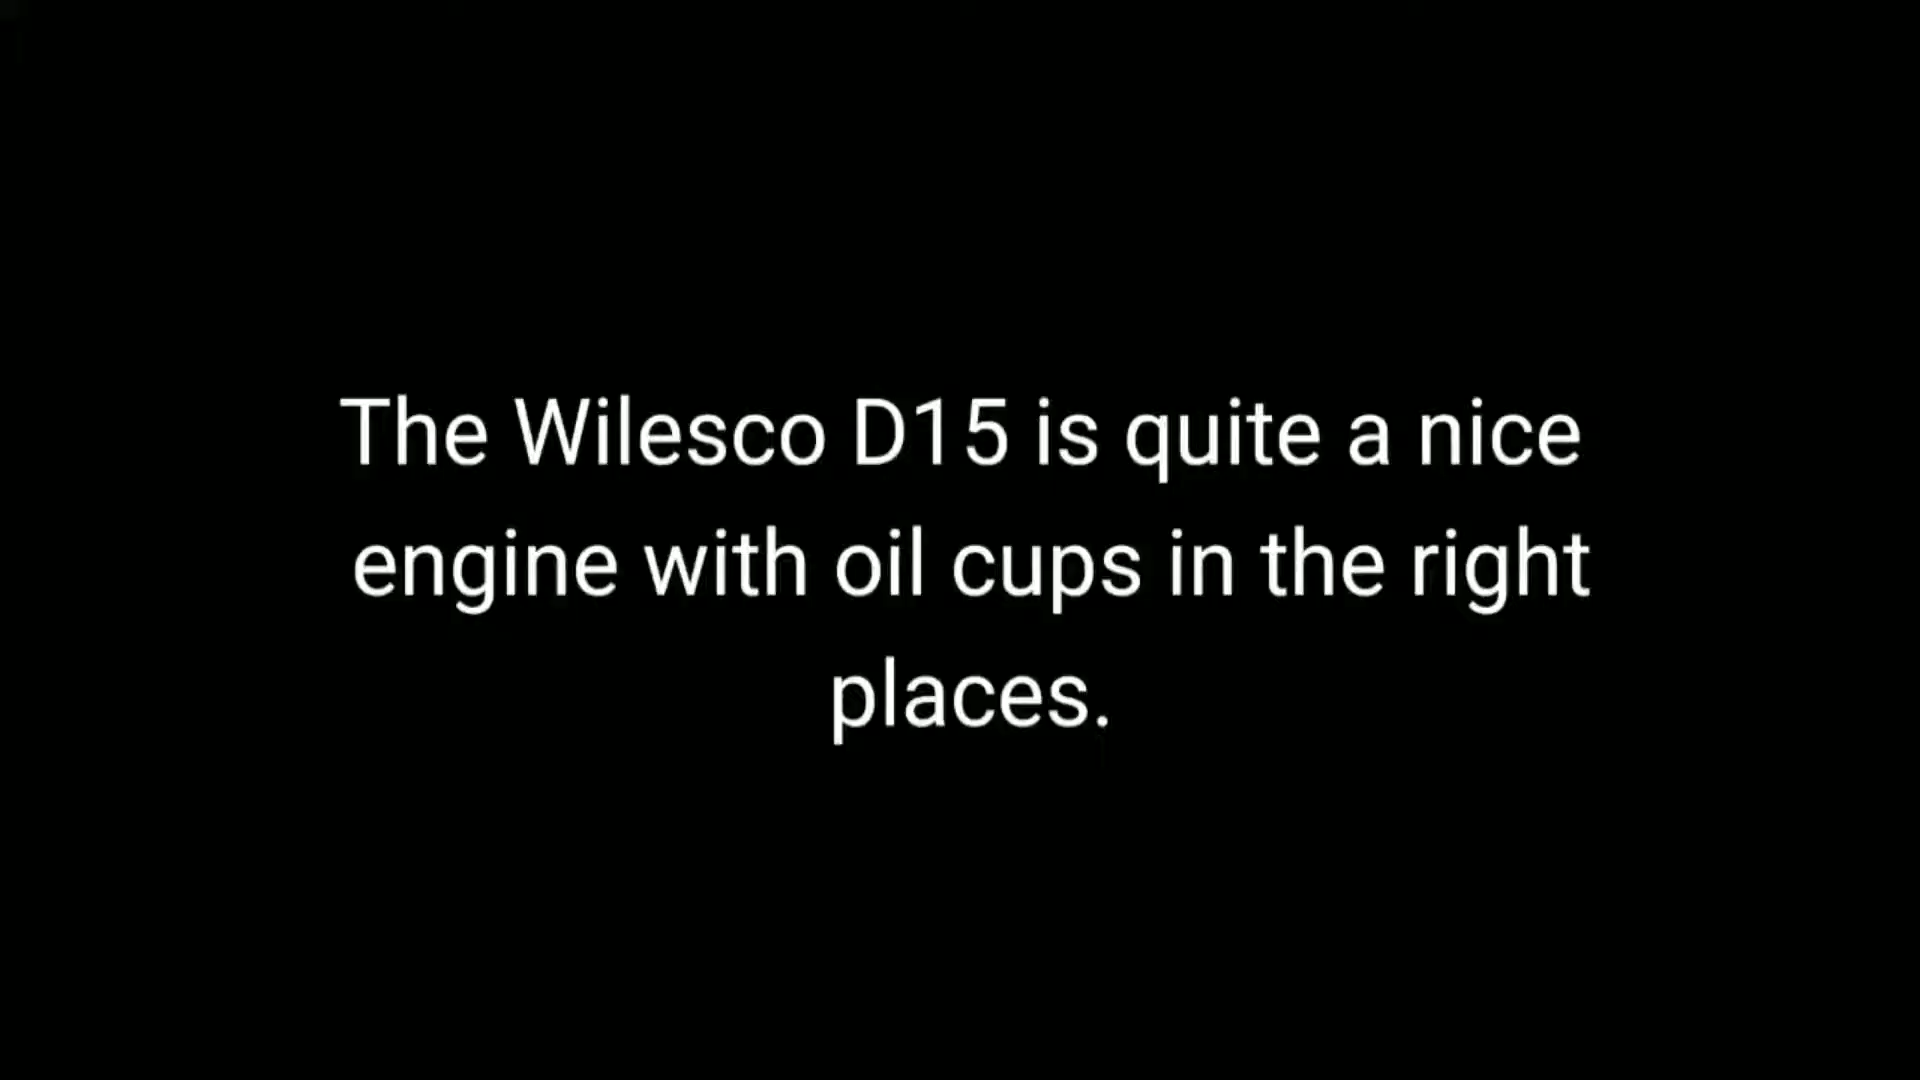 The Wilesco D15 is quite a nice
engine with oil cups in the right
places.